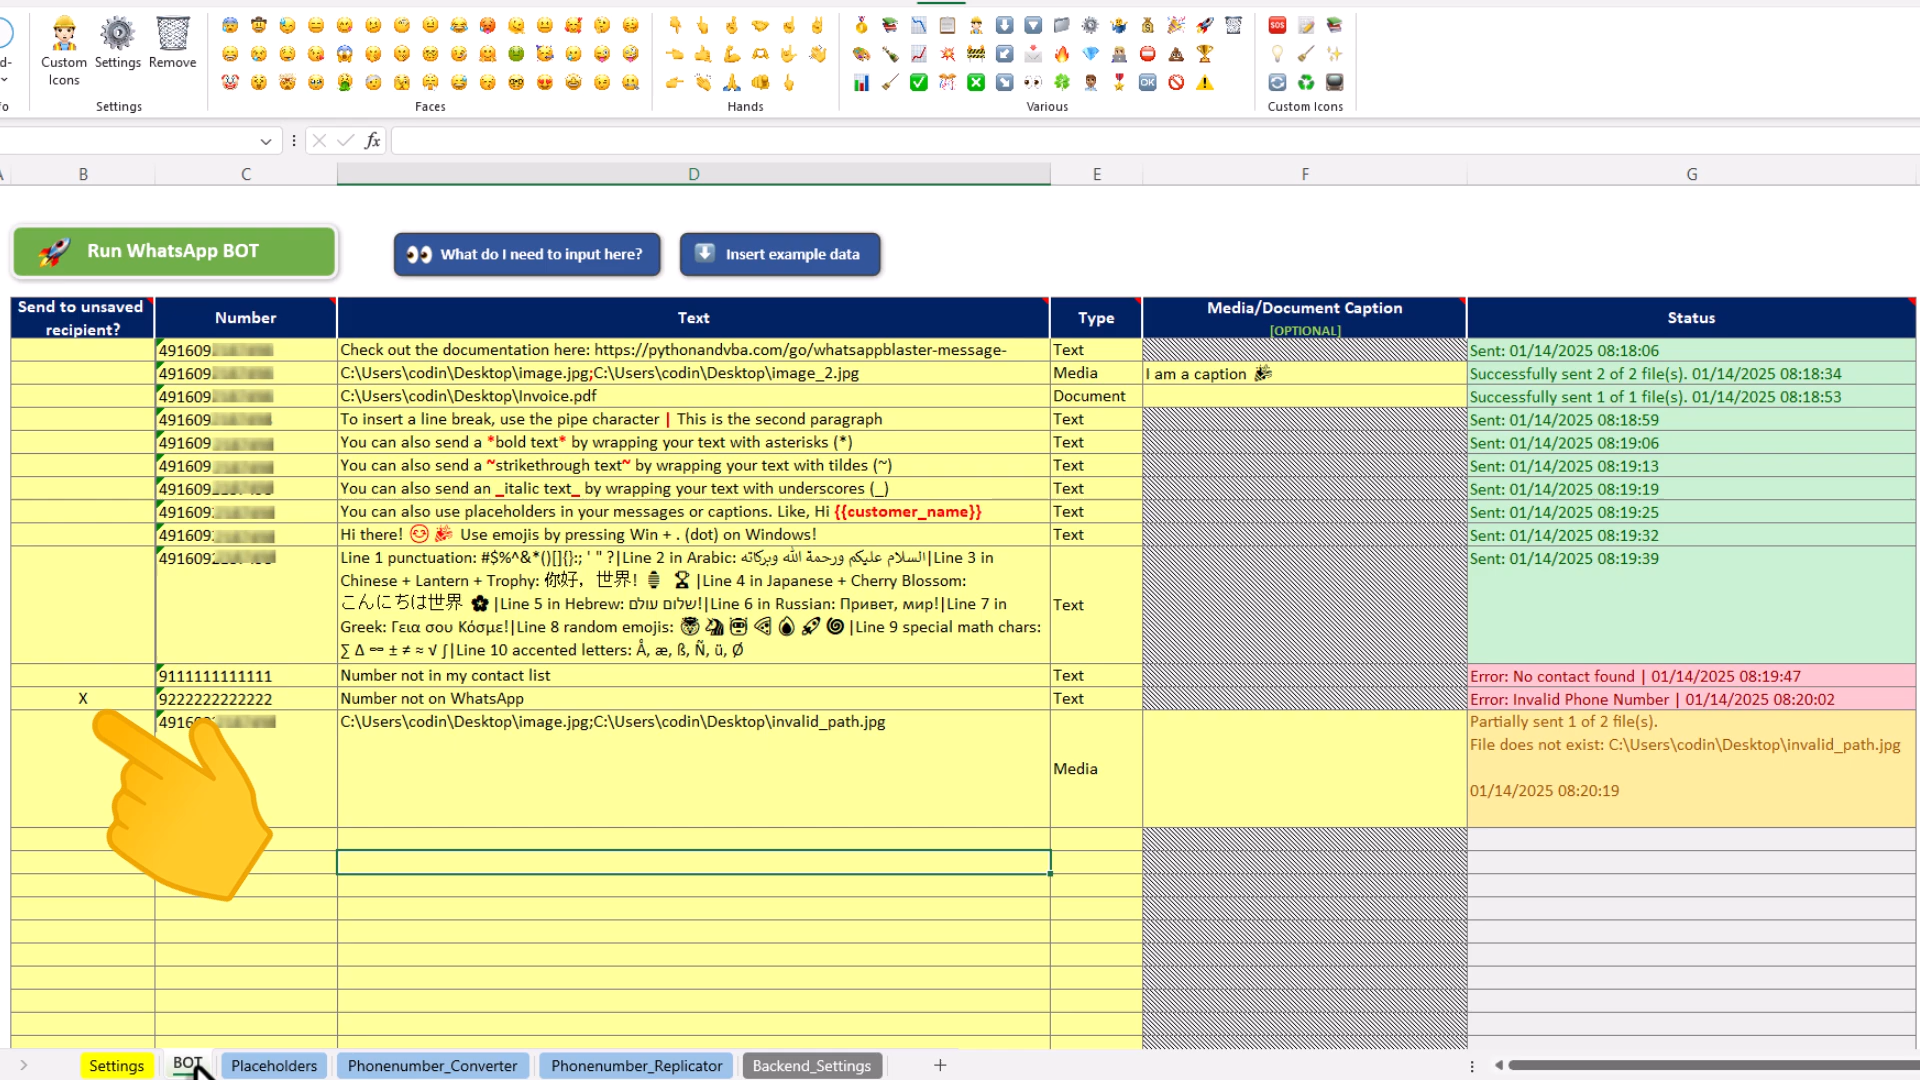 d-
Custom Icons
Settings
Remove
SOS
OK
fo
Settings
Faces
Hands
Various
Custom Icons
fx
A B C D E F G
Run WhatsApp BOT
What do I need to input here?
Insert example data
Send to unsaved recipient? Number Text Type Media/Document Caption [OPTIONAL] Status
491609 Check out the documentation here: https://pythonandvba.com/go/whatsappblaster-message- Text Sent: 01/14/2025 08:18:06
491609 C:\Users\codin\Desktop\image.jpg;C:\Users\codin\Desktop\image_2.jpg Media I am a caption 🎉 Successfully sent 2 of 2 file(s). 01/14/2025 08:18:34
491609 C:\Users\codin\Desktop\Invoice.pdf Document Successfully sent 1 of 1 file(s). 01/14/2025 08:18:53
491609 To insert a line break, use the pipe character | This is the second paragraph Text Sent: 01/14/2025 08:18:59
491609 You can also send a *bold text* by wrapping your text with asterisks (*) Text Sent: 01/14/2025 08:19:06
491609 You can also send a ~strikethrough text~ by wrapping your text with tildes (~) Text Sent: 01/14/2025 08:19:13
491609 You can also send an _italic text_ by wrapping your text with underscores (_) Text Sent: 01/14/2025 08:19:19
491609 You can also use placeholders in your messages or captions. Like, Hi {{customer_name}} Text Sent: 01/14/2025 08:19:25
491609 Hi there! 😊 🎉 Use emojis by pressing Win + . (dot) on Windows! Text Sent: 01/14/2025 08:19:32
491609 Line 1 punctuation: #$%^&*()[]{}:; ' " ?|Line 2 in Arabic: السلام عليكم ورحمة الله وبركاته|Line 3 in Sent: 01/14/2025 08:19:39
Chinese + Lantern + Trophy: 你好，世界! 🏮 🏆 |Line 4 in Japanese + Cherry Blossom:
こんにちは世界 🌸 |Line 5 in Hebrew: שלום עולם!|Line 6 in Russian: Привет, мир!|Line 7 in Text
Greek: Γεια σου Κόσμε!|Line 8 random emojis: 🐯 🦄 🤖 🍕 💧 🚀 🌀 |Line 9 special math chars:
∑ ∆ ∞ ± ≠ ≈ √ ∫|Line 10 accented letters: Å, æ, ß, Ñ, ü, Ø
9111111111111 Number not in my contact list Text Error: No contact found | 01/14/2025 08:19:47
X 9222222222222 Number not on WhatsApp Text Error: Invalid Phone Number | 01/14/2025 08:20:02
C:\Users\codin\Desktop\image.jpg;C:\Users\codin\Desktop\invalid_path.jpg Partially sent 1 of 2 file(s).
File does not exist: C:\Users\codin\Desktop\invalid_path.jpg
Media
01/14/2025 08:20:19
Settings BOT Placeholders Phonenumber_Converter Phonenumber_Replicator Backend_Settings